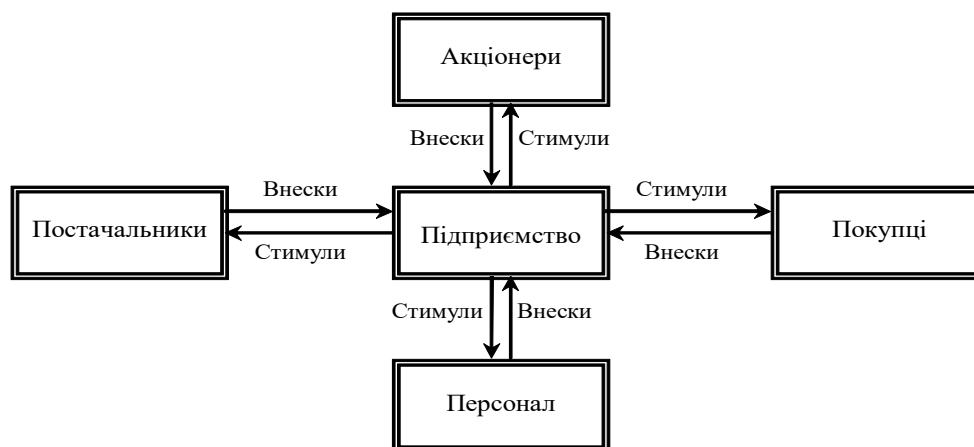 Акціонери
Внески
Стимули
Внески
Стимули
Постачальники
Підприємство
Покупці
Стимули
Внески
Стимули
Внески
Персонал